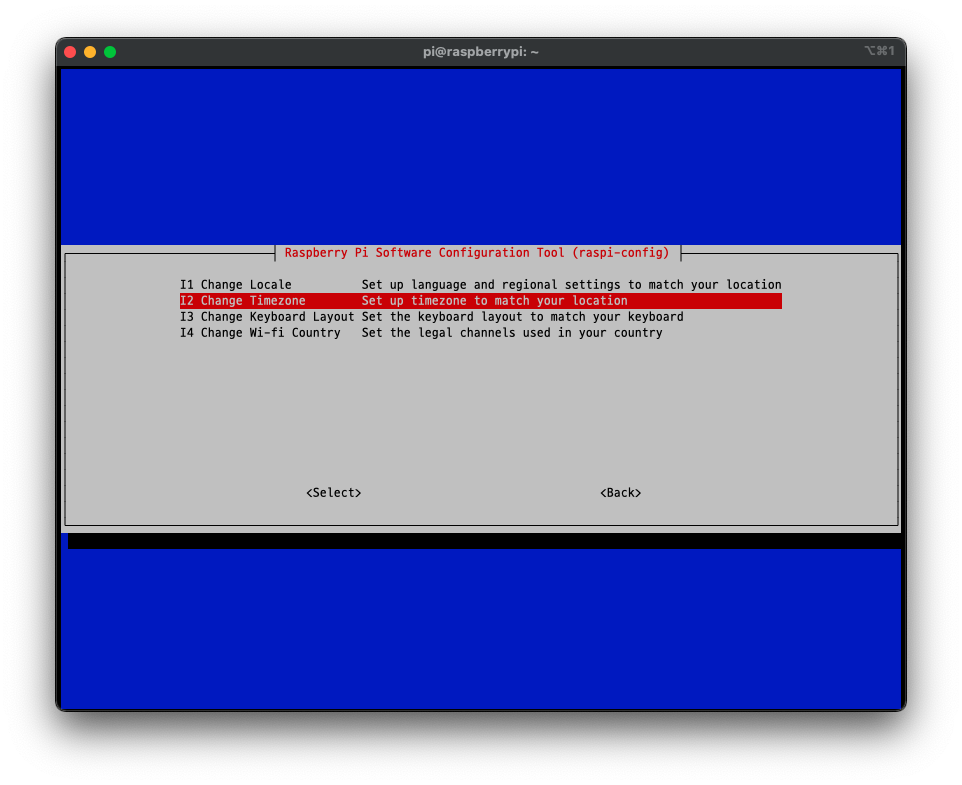 pi@raspberrypi: ~
⌥⌘1
Raspberry Pi Software Configuration Tool (raspi-config)
I1 Change Locale Set up language and regional settings to match your location
I2 Change Timezone Set up timezone to match your location
I3 Change Keyboard Layout Set the keyboard layout to match your keyboard
I4 Change Wi-fi Country Set the legal channels used in your country
<Select> <Back>